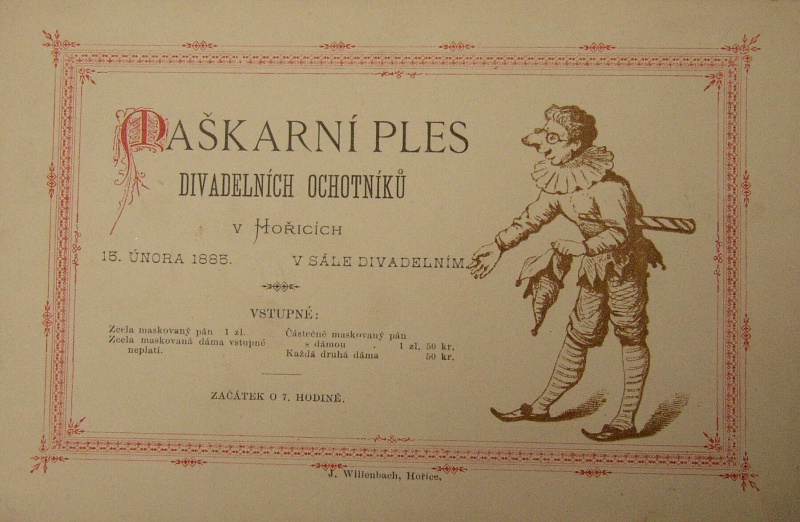 MAŠKARNÍ PLES
DIVADELNÍCH OCHOTNÍKŮ
V HOŘICÍCH
15. ÚNORA 1885. V SÁLE DIVADELNÍM.
VSTUPNÉ:
Zcela maskovaný pán 1 zl.
Zcela maskovaná dáma vstupné
neplatí.
Částečně maskovaný pán
s dámou . 1 zl. 50 kr.
Každá druhá dáma 50 kr.
ZAČÁTEK O 7. HODINĚ.
J. Willenbach, Hořice,